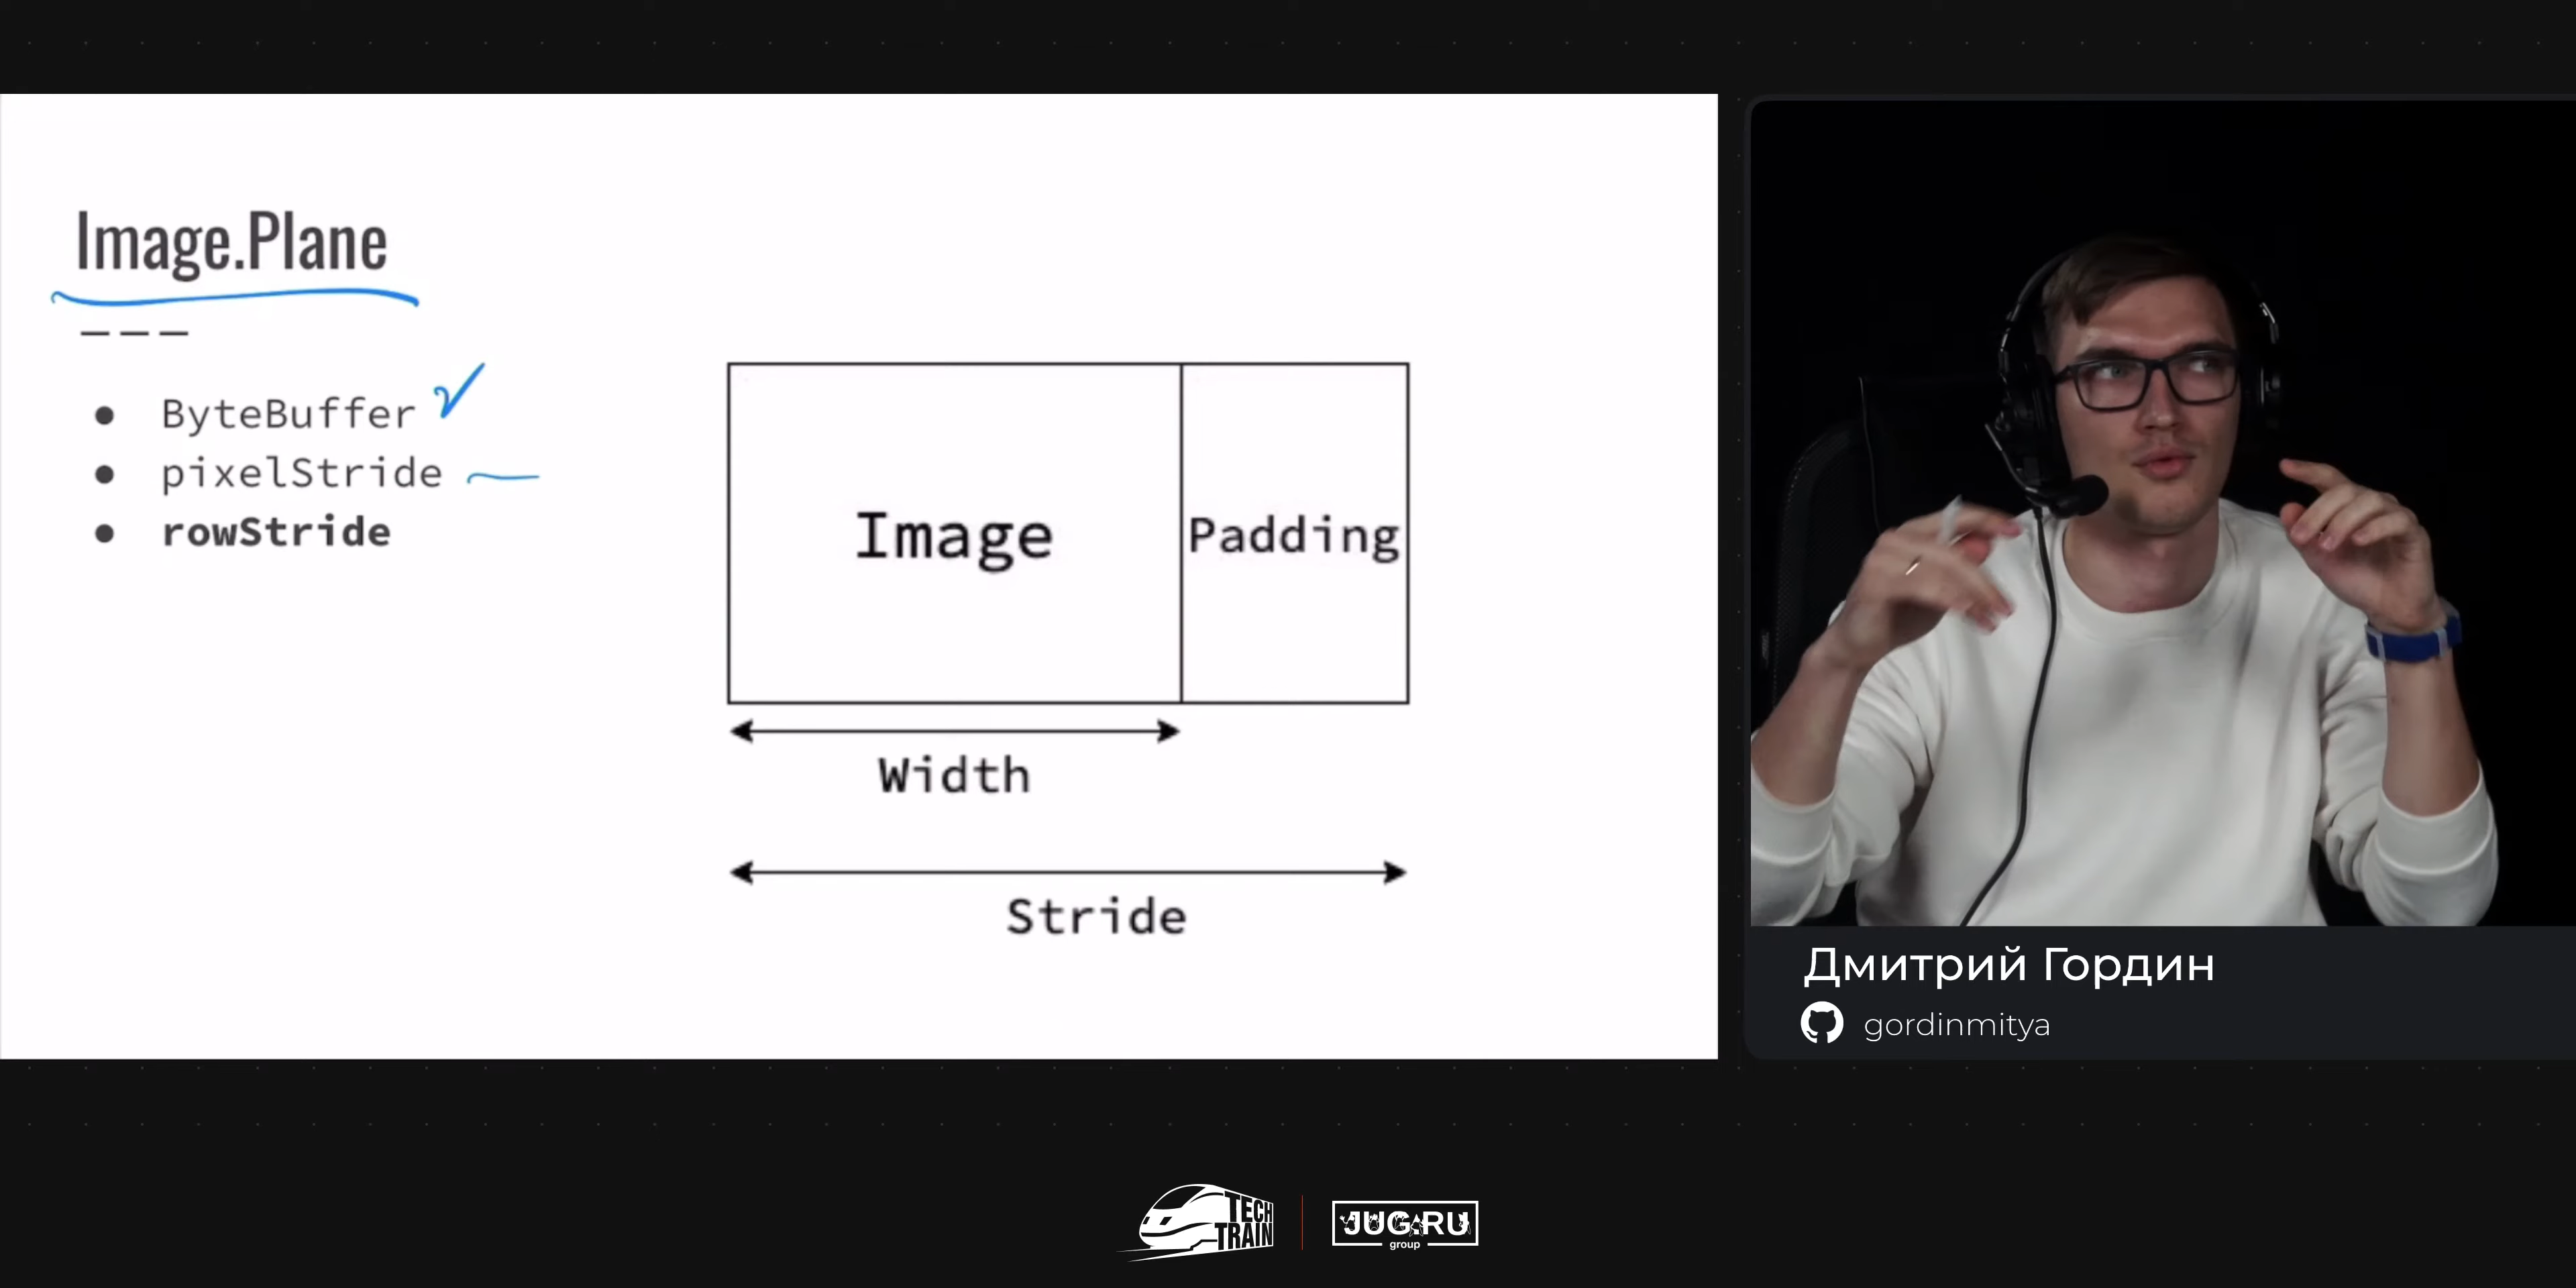 Image.Plane
———
● ByteBuffer
● pixelStride
● rowStride
Image
Padding
Width
Stride
Дмитрий Гордин
gordinmitya
TECH
TRAIN
JUG.RU
group